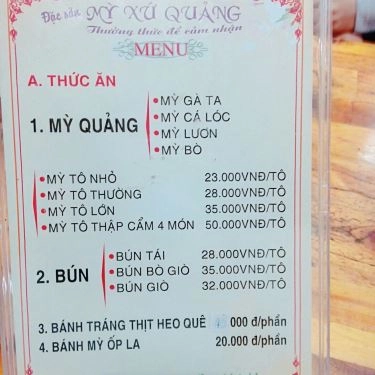 Đặc sản MỲ XỨ QUẢNG
Thưởng thức để cảm nhận
MENU
A. THỨC ĂN
1. MỲ QUẢNG
• MỲ GÀ TA
• MỲ CÁ LÓC
• MỲ LƯƠN
• MỲ BÒ
• MỲ TÔ NHỎ 23.000VNĐ/TÔ
• MỲ TÔ THƯỜNG 28.000VNĐ/TÔ
• MỲ TÔ LỚN 35.000VNĐ/TÔ
• MỲ TÔ THẬP CẨM 4 MÓN 50.000VNĐ/TÔ
2. BÚN
• BÚN TÁI 28.000VNĐ/TÔ
• BÚN BÒ GIÒ 35.000VNĐ/TÔ
• BÚN GIÒ 32.000VNĐ/TÔ
3. BÁNH TRÁNG THỊT HEO QUÊ 000 đ/phần
4. BÁNH MỲ ỐP LA 20.000 đ/phần